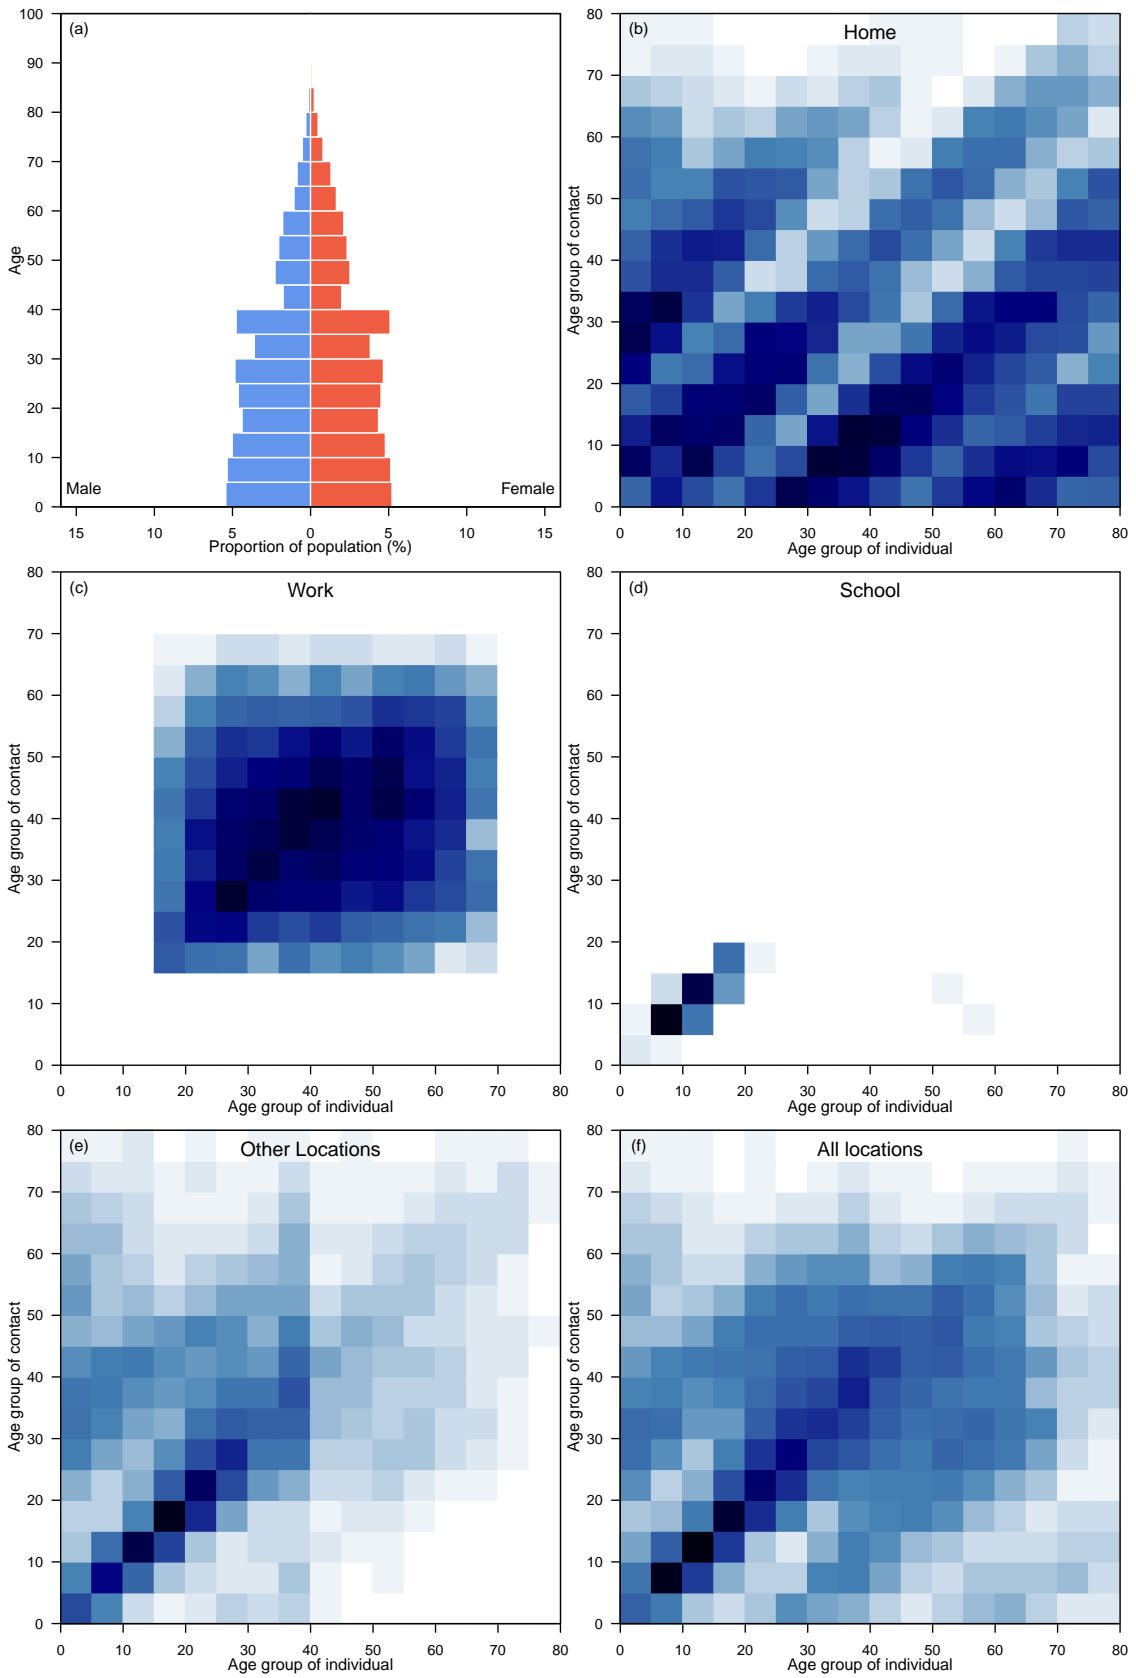 (a)
100
90
80
70
60
50
40
30
20
10
0
Age
Male
Female
15 10 5 0 5 10 15
Proportion of population (%)
(b)
Home
80
70
60
50
40
30
20
10
0
Age group of contact
0 10 20 30 40 50 60 70 80
Age group of individual
(c)
Work
80
70
60
50
40
30
20
10
0
Age group of contact
0 10 20 30 40 50 60 70 80
Age group of individual
(d)
School
80
70
60
50
40
30
20
10
0
Age group of contact
0 10 20 30 40 50 60 70 80
Age group of individual
(e)
Other Locations
80
70
60
50
40
30
20
10
0
Age group of contact
0 10 20 30 40 50 60 70 80
Age group of individual
(f)
All locations
80
70
60
50
40
30
20
10
0
Age group of contact
0 10 20 30 40 50 60 70 80
Age group of individual